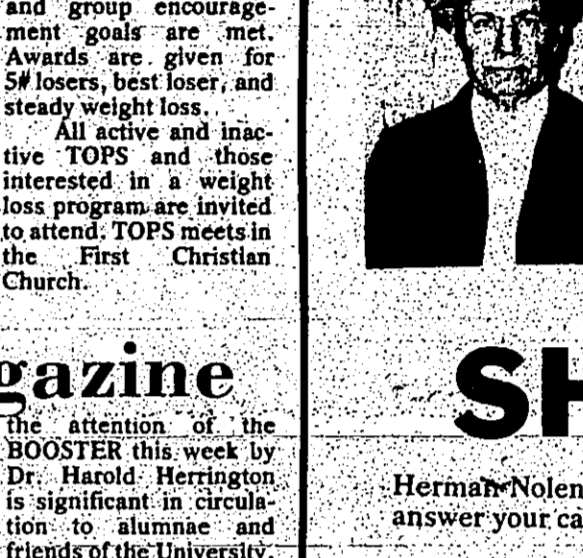 and group encourage-
ment goals are met.
Awards are given for
5# losers, best loser, and
steady weight loss.
All active and inac-
tive TOPS and those
interested in a weight
loss program are invited
to attend. TOPS meets in
the First Christian
Church.
gazine
the attention of the
BOOSTER this week by
Dr. Harold Herrington
is significant in circula-
tion to alumnae and
friends of the University.
SH
Herman Nolen
answer your ca